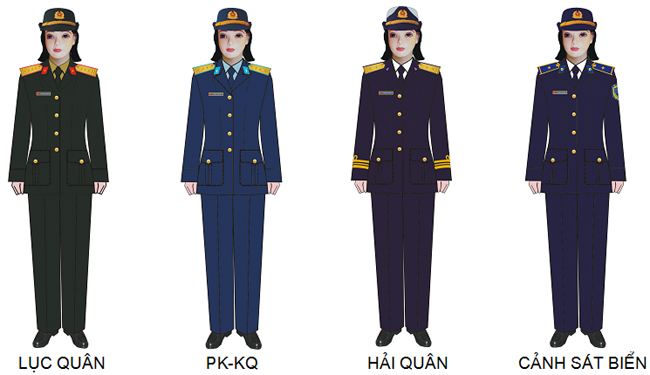 LỤC QUÂN
PK-KQ
HẢI QUÂN
CẢNH SÁT BIỂN